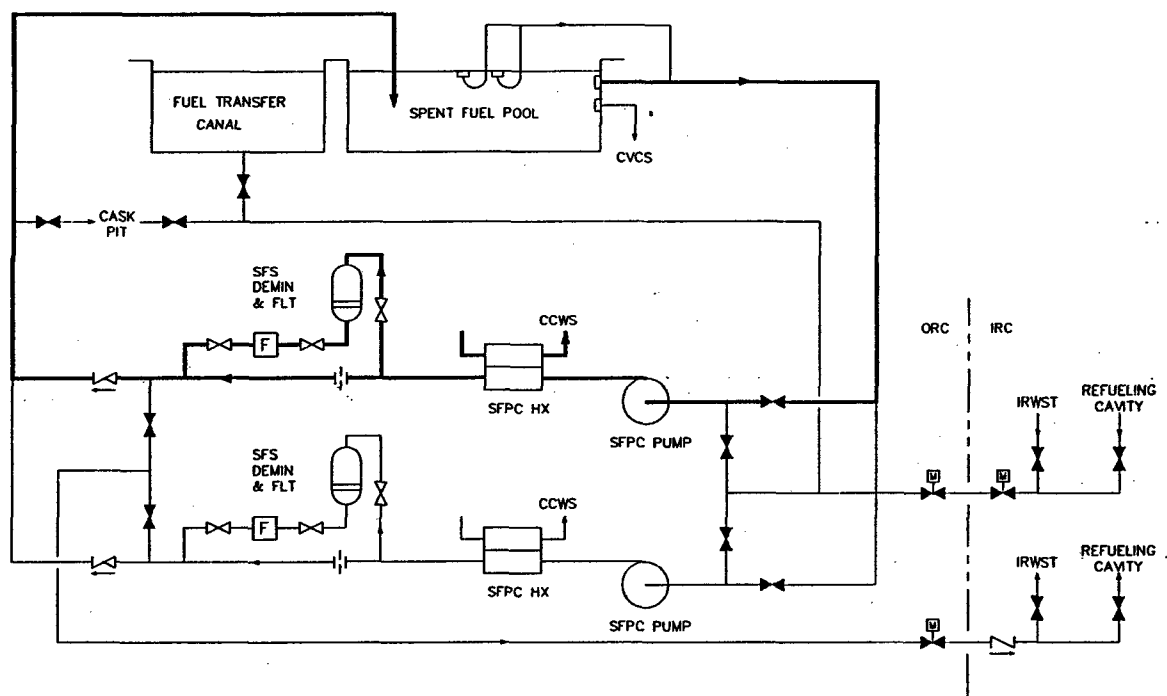 FUEL TRANSFER
CANAL
SPENT FUEL POOL
CVCS
CASK
PIT
SFS
DEMIN
& FLT
CCWS
ORC
IRC
F
SFPC HX
IRWST
REFUELING
CAVITY
SFPC PUMP
SFS
DEMIN
& FLT
M
M
CCWS
F
IRWST
REFUELING
CAVITY
SFPC HX
SFPC PUMP
M